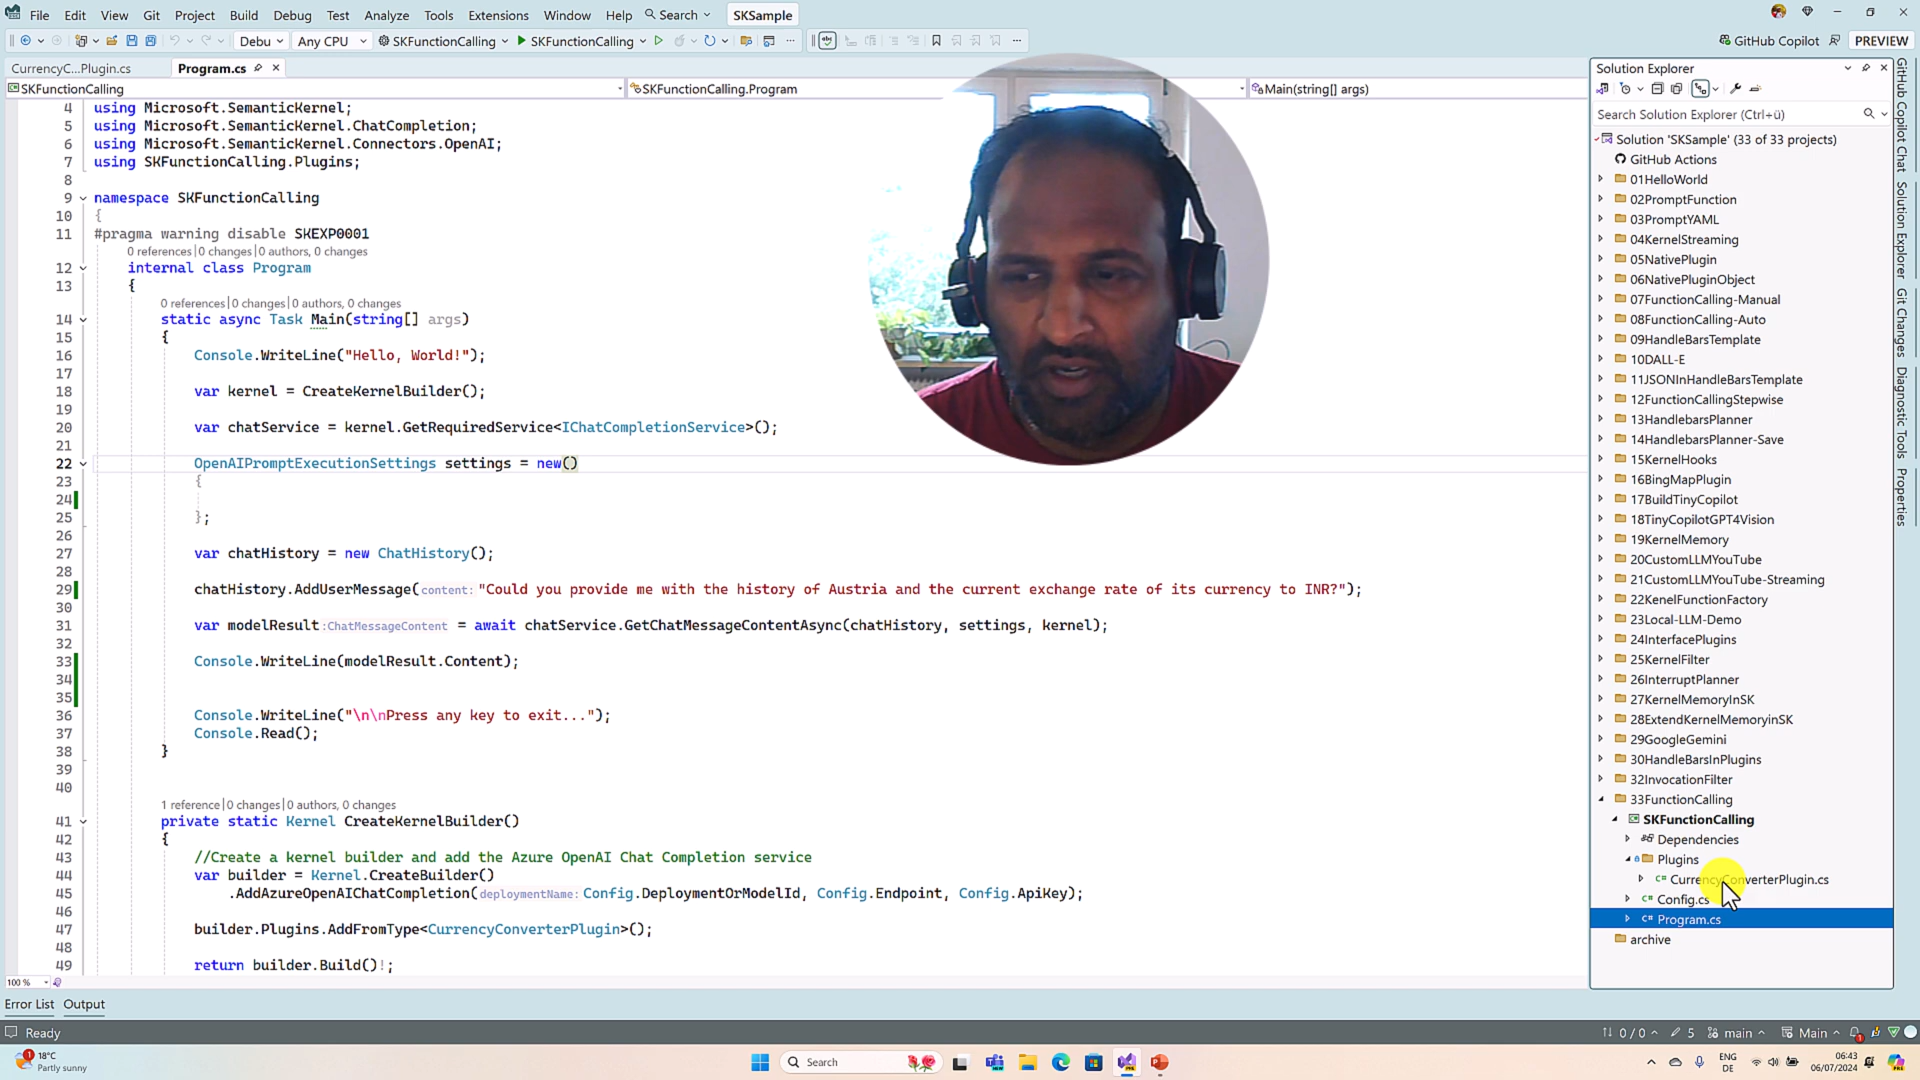 File Edit View Git Project Build Debug Test Analyze Tools Extensions Window Help Search SKSample
Debu Any CPU SKFunctionCalling SKFunctionCalling GitHub Copilot PREVIEW
CurrencyC...Plugin.cs Program.cs
SKFunctionCalling SKFunctionCalling.Program Main(string[] args)
4 using Microsoft.SemanticKernel;
5 using Microsoft.SemanticKernel.ChatCompletion;
6 using Microsoft.SemanticKernel.Connectors.OpenAI;
7 using SKFunctionCalling.Plugins;
8
9 namespace SKFunctionCalling
10 {
11 #pragma warning disable SKEXP0001
0 references|0 changes|0 authors, 0 changes
12 internal class Program
13 {
0 references|0 changes|0 authors, 0 changes
14 static async Task Main(string[] args)
15 {
16 Console.WriteLine("Hello, World!");
17
18 var kernel = CreateKernelBuilder();
19
20 var chatService = kernel.GetRequiredService<IChatCompletionService>();
21
22 OpenAIPromptExecutionSettings settings = new()
23 {
24
25 };
26
27 var chatHistory = new ChatHistory();
28
29 chatHistory.AddUserMessage(content: "Could you provide me with the history of Austria and the current exchange rate of its currency to INR?");
30
31 var modelResult:ChatMessageContent = await chatService.GetChatMessageContentAsync(chatHistory, settings, kernel);
32
33 Console.WriteLine(modelResult.Content);
34
35
36 Console.WriteLine("\n\nPress any key to exit...");
37 Console.Read();
38 }
39
40
1 reference|0 changes|0 authors, 0 changes
41 private static Kernel CreateKernelBuilder()
42 {
43 //Create a kernel builder and add the Azure OpenAI Chat Completion service
44 var builder = Kernel.CreateBuilder()
45 .AddAzureOpenAIChatCompletion(deploymentName: Config.DeploymentOrModelId, Config.Endpoint, Config.ApiKey);
46
47 builder.Plugins.AddFromType<CurrencyConverterPlugin>();
48
49 return builder.Build()!;
100 %
Error List Output
Solution Explorer
Search Solution Explorer (Ctrl+ü)
Solution 'SKSample' (33 of 33 projects)
GitHub Actions
01HelloWorld
02PromptFunction
03PromptYAML
04KernelStreaming
05NativePlugin
06NativePluginObject
07FunctionCalling-Manual
08FunctionCalling-Auto
09HandleBarsTemplate
10DALL-E
11JSONInHandleBarsTemplate
12FunctionCallingStepwise
13HandlebarsPlanner
14HandlebarsPlanner-Save
15KernelHooks
16BingMapPlugin
17BuildTinyCopilot
18TinyCopilotGPT4Vision
19KernelMemory
20CustomLLMYouTube
21CustomLLMYouTube-Streaming
22KenelFunctionFactory
23Local-LLM-Demo
24InterfacePlugins
25KernelFilter
26InterruptPlanner
27KernelMemoryInSK
28ExtendKernelMemoryinSK
29GoogleGemini
30HandleBarsInPlugins
32InvocationFilter
33FunctionCalling
SKFunctionCalling
Dependencies
Plugins
CurrencyConverterPlugin.cs
Config.cs
Program.cs
archive
GitHub Copilot Chat
Solution Explorer
Git Changes
Diagnostic Tools
Properties
Ready 0 / 0 5 main Main
1 18°C
Partly sunny
Search
ENG
DE
06:43
06/07/2024